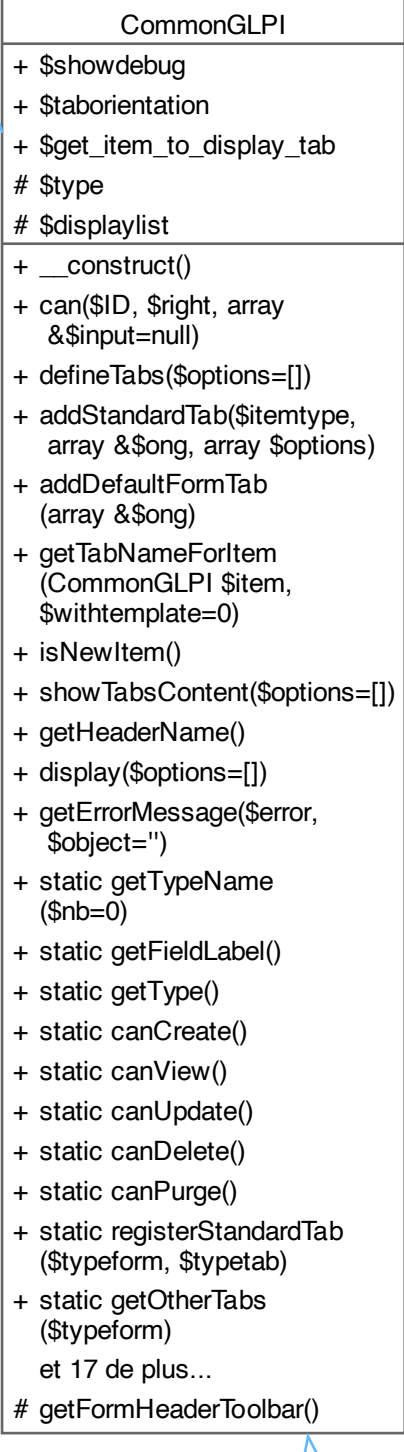 CommonGLPI
+ $showdebug
+ $taborientation
+ $get_item_to_display_tab
# $type
# $displaylist
+ __construct()
+ can($ID, $right, array
&$input=null)
+ defineTabs($options=[])
+ addStandardTab($itemtype,
array &$ong, array $options)
+ addDefaultFormTab
(array &$ong)
+ getTabNameForItem
(CommonGLPI $item,
$withtemplate=0)
+ isNewItem()
+ showTabsContent($options=[])
+ getHeaderName()
+ display($options=[])
+ getErrorMessage($error,
$object='')
+ static getTypeName
($nb=0)
+ static getFieldLabel()
+ static getType()
+ static canCreate()
+ static canView()
+ static canUpdate()
+ static canDelete()
+ static canPurge()
+ static registerStandardTab
($typeform, $typetab)
+ static getOtherTabs
($typeform)
et 17 de plus...
# getFormHeaderToolbar()